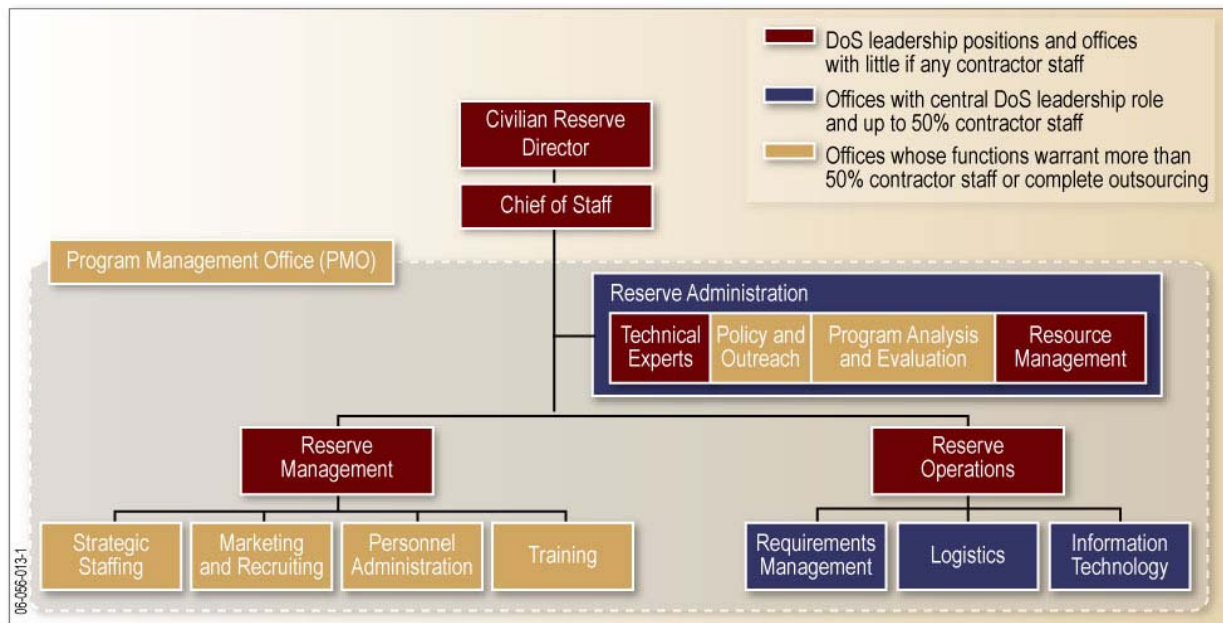 DoS leadership positions and offices
with little if any contractor staff
Offices with central DoS leadership role
and up to 50% contractor staff
Offices whose functions warrant more than
50% contractor staff or complete outsourcing
Civilian Reserve
Director
Chief of Staff
Program Management Office (PMO)
Reserve Administration
Technical
Experts
Policy and
Outreach
Program Analysis
and Evaluation
Resource
Management
Reserve
Management
Reserve
Operations
Strategic
Staffing
Marketing
and Recruiting
Personnel
Administration
Training
Requirements
Management
Logistics
Information
Technology
06-056-013-1